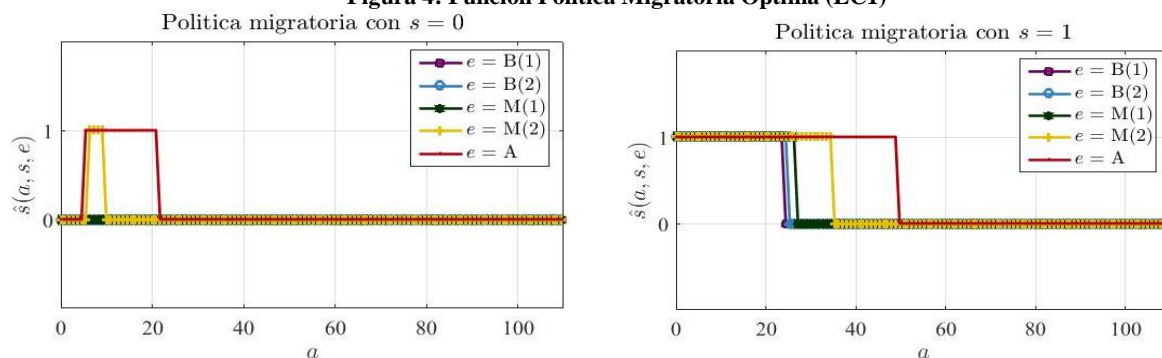 Figura 4: Función Política Migratoria Óptima (EC1)
Politica migratoria con s = 0
e = B(1)
e = B(2)
e = M(1)
e = M(2)
e = A
ŝ(a, s, e)
1
0
0 20 40 60 80 100
a
Politica migratoria con s = 1
e = B(1)
e = B(2)
e = M(1)
e = M(2)
e = A
ŝ(a, s, e)
1
0
0 20 40 60 80 100
a